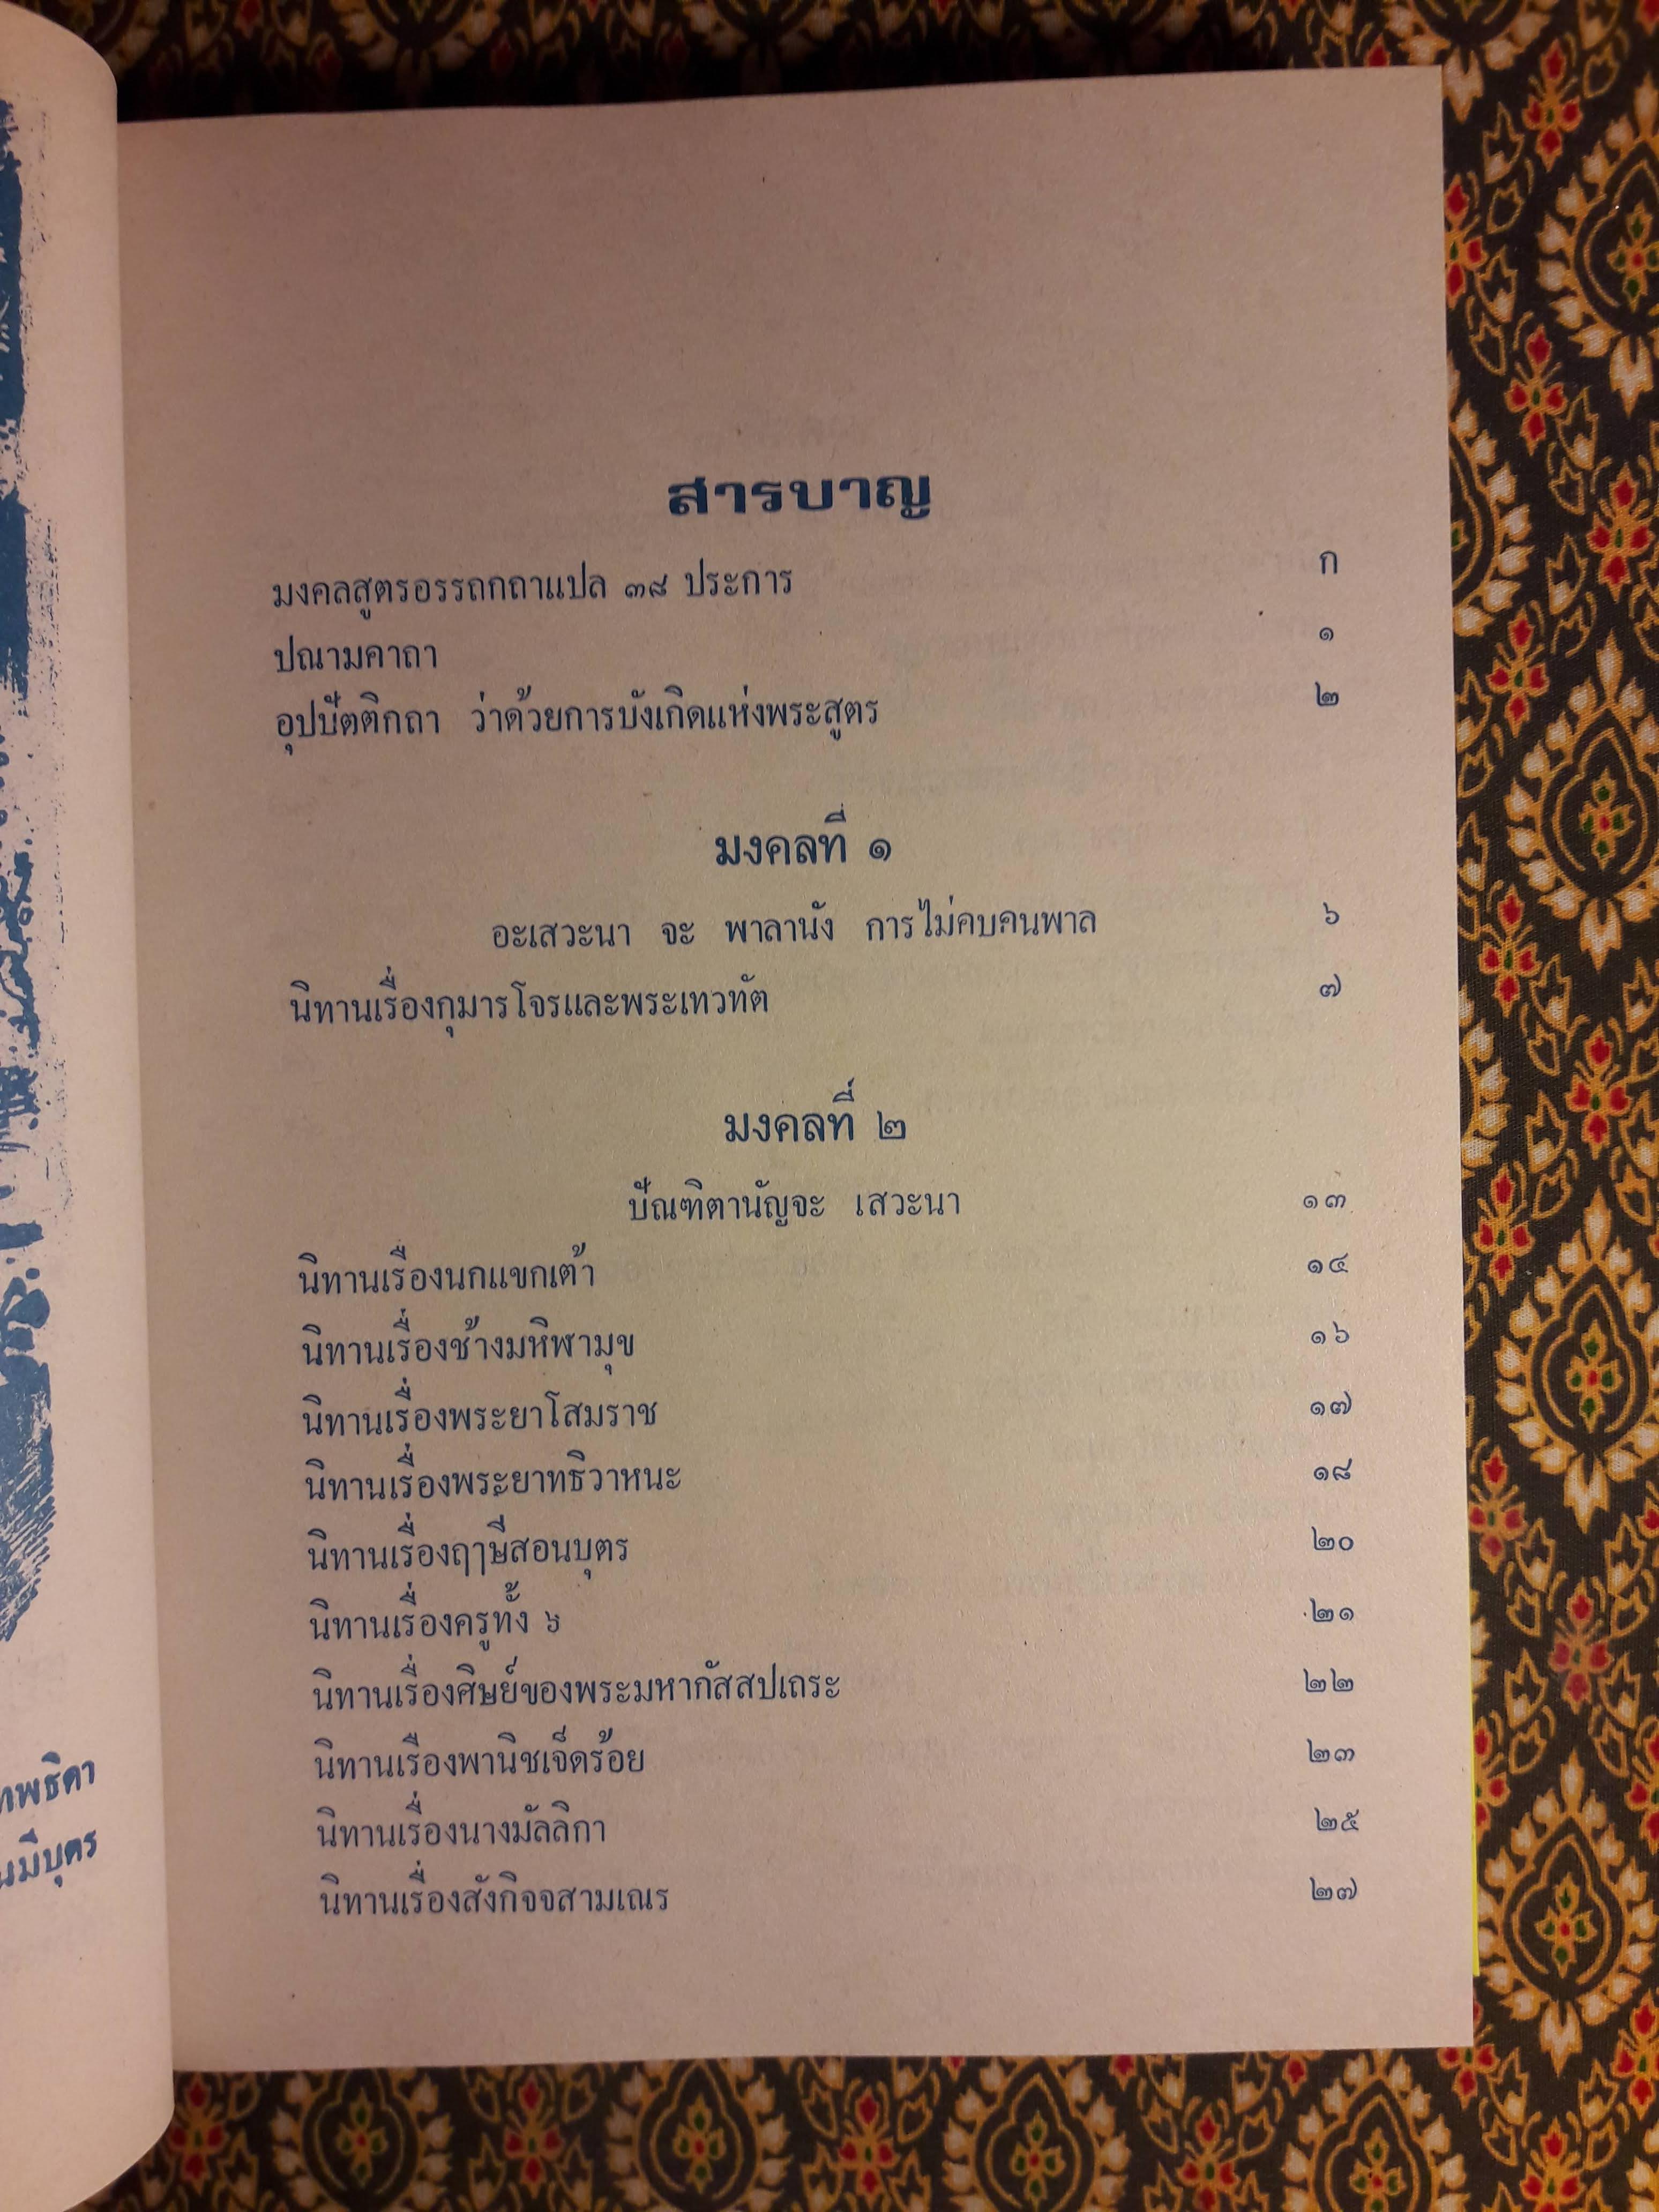 สารบาญ
มงคลสูตรอรรถกถาแปล ๓๘ ประการ ก
ปณามคาถา ๑
อุปปัตติกถา ว่าด้วยการบังเกิดแห่งพระสูตร ๒
มงคลที่ ๑
อะเสวะนา จะ พาลานัง การไม่คบคนพาล ๖
นิทานเรื่องกุมารโจรและพระเทวทัต ๗
มงคลที่ ๒
บัณฑิตานัญจะ เสวะนา ๑๓
นิทานเรื่องนกแขกเต้า ๑๔
นิทานเรื่องช้างมหิฬามุข ๑๖
นิทานเรื่องพระยาโสมราช ๑๗
นิทานเรื่องพระยาทธิวาหนะ ๑๘
นิทานเรื่องฤๅษีสอนบุตร ๒๐
นิทานเรื่องครูทั้ง ๖ ๒๑
นิทานเรื่องศิษย์ของพระมหากัสสปเถระ ๒๒
นิทานเรื่องพานิชเจ็ดร้อย ๒๓
นิทานเรื่องนางมัลลิกา ๒๕
นิทานเรื่องสังกิจจสามเณร ๒๗